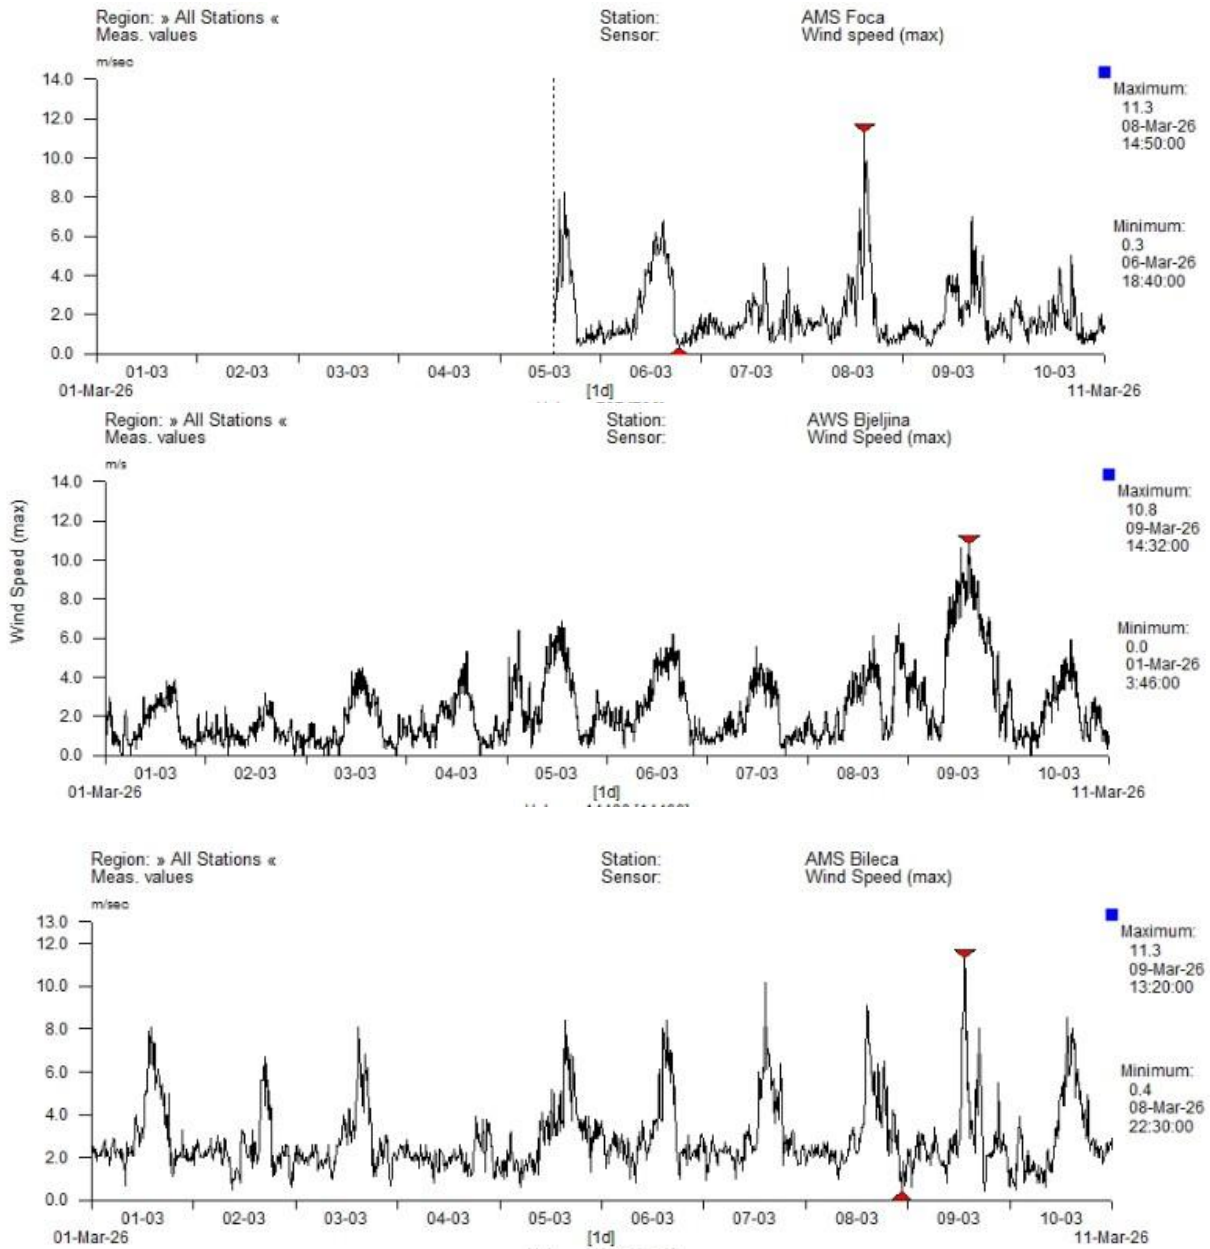 Region: » All Stations « Station: AMS Foca
Meas. values Sensor: Wind speed (max)
m/sec
14.0
12.0
10.0
8.0
6.0
4.0
2.0
0.0
Maximum:
11.3
08-Mar-26
14:50:00
Minimum:
0.3
06-Mar-26
18:40:00
01-03 02-03 03-03 04-03 05-03 06-03 07-03 08-03 09-03 10-03
01-Mar-26 [1d] 11-Mar-26
Region: » All Stations « Station: AWS Bjeljina
Meas. values Sensor: Wind Speed (max)
m/s
Wind Speed (max)
14.0
12.0
10.0
8.0
6.0
4.0
2.0
0.0
Maximum:
10.8
09-Mar-26
14:32:00
Minimum:
0.0
01-Mar-26
3:46:00
01-03 02-03 03-03 04-03 05-03 06-03 07-03 08-03 09-03 10-03
01-Mar-26 [1d] 11-Mar-26
Region: » All Stations « Station: AMS Bileca
Meas. values Sensor: Wind Speed (max)
m/sec
13.0
12.0
10.0
8.0
6.0
4.0
2.0
0.0
Maximum:
11.3
09-Mar-26
13:20:00
Minimum:
0.4
08-Mar-26
22:30:00
01-03 02-03 03-03 04-03 05-03 06-03 07-03 08-03 09-03 10-03
01-Mar-26 [1d] 11-Mar-26